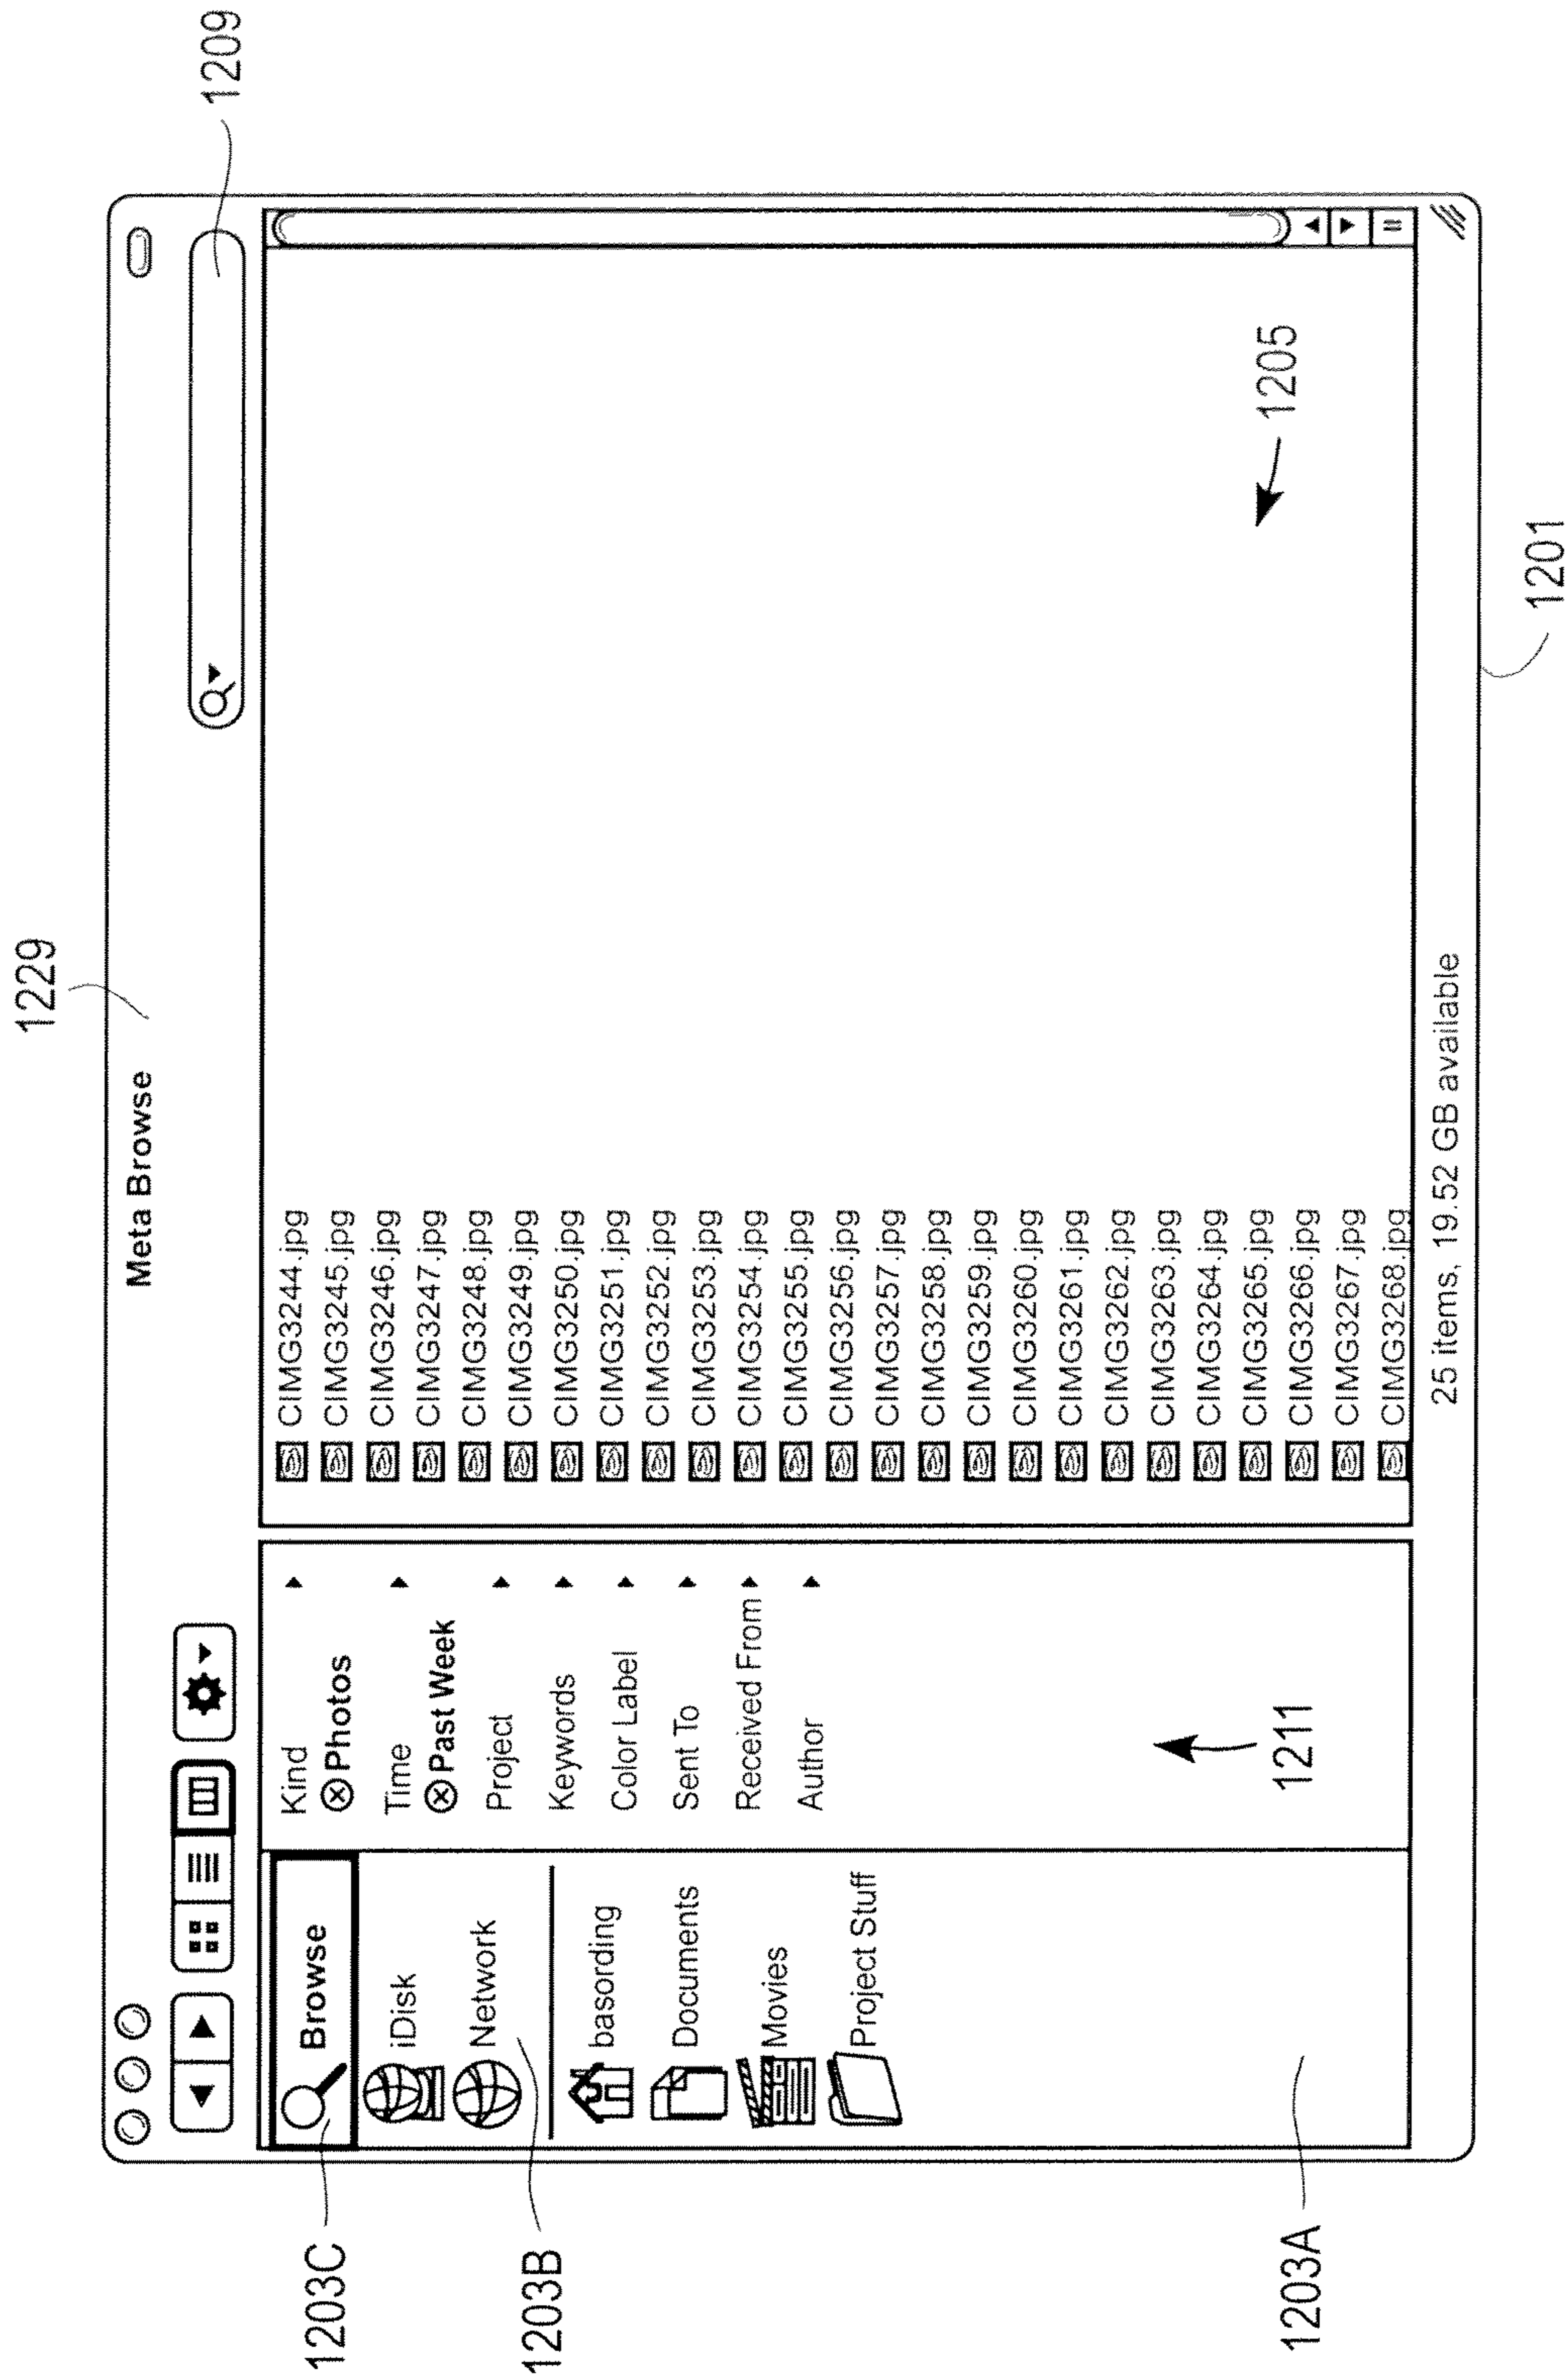 1229
1209
Meta Browse
Browse
iDisk
Network
basording
Documents
Movies
Project Stuff
Kind
Photos
Time
Past Week
Project
Keywords
Color Label
Sent To
Received From
Author
CIMG3244.jpg
CIMG3245.jpg
CIMG3246.jpg
CIMG3247.jpg
CIMG3248.jpg
CIMG3249.jpg
CIMG3250.jpg
CIMG3251.jpg
CIMG3252.jpg
CIMG3253.jpg
CIMG3254.jpg
CIMG3255.jpg
CIMG3256.jpg
CIMG3257.jpg
CIMG3258.jpg
CIMG3259.jpg
CIMG3260.jpg
CIMG3261.jpg
CIMG3262.jpg
CIMG3263.jpg
CIMG3264.jpg
CIMG3265.jpg
CIMG3266.jpg
CIMG3267.jpg
CIMG3268.jpg
25 items, 19.52 GB available
1203C
1203B
1203A
1211
1205
1201